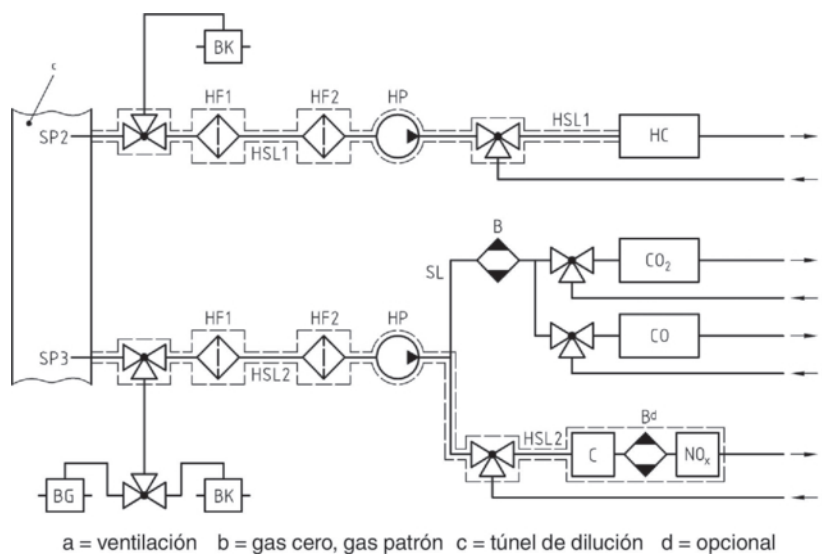 BK
c
HF1 HF2 HP
SP2
HSL1
HSL1
HC
B
SL
CO2
HF1 HF2 HP
CO
SP3
HSL2
HSL2
Bd
C
NOx
BG
BK
a = ventilación b = gas cero, gas patrón c = túnel de dilución d = opcional